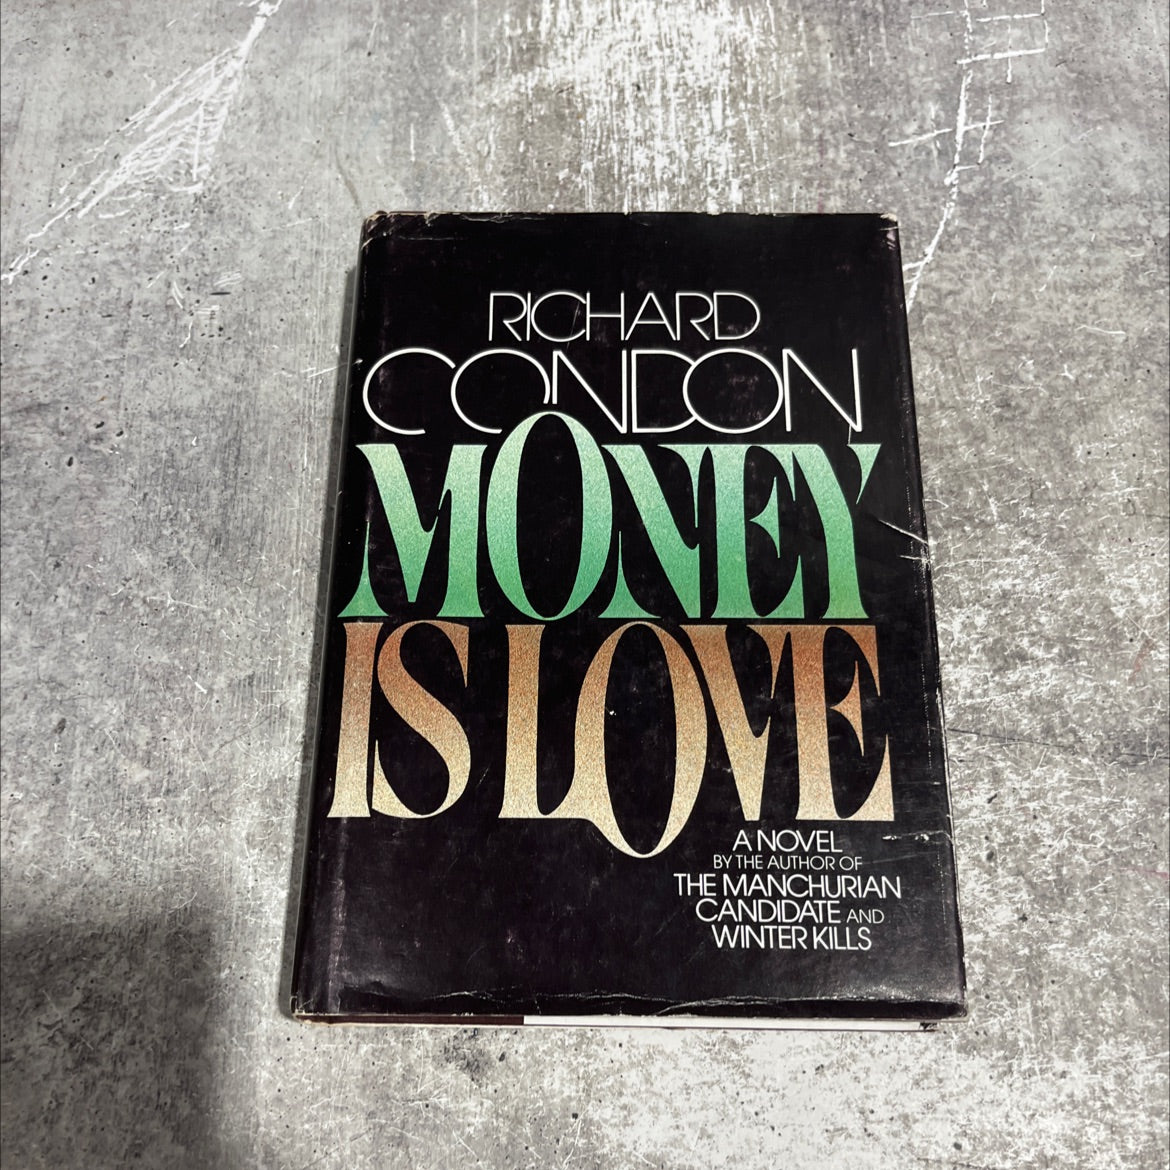 RICHARD
CONDON
MONEY
IS LOVE
A NOVEL
BY THE AUTHOR OF
THE MANCHURIAN
CANDIDATE AND
WINTER KILLS